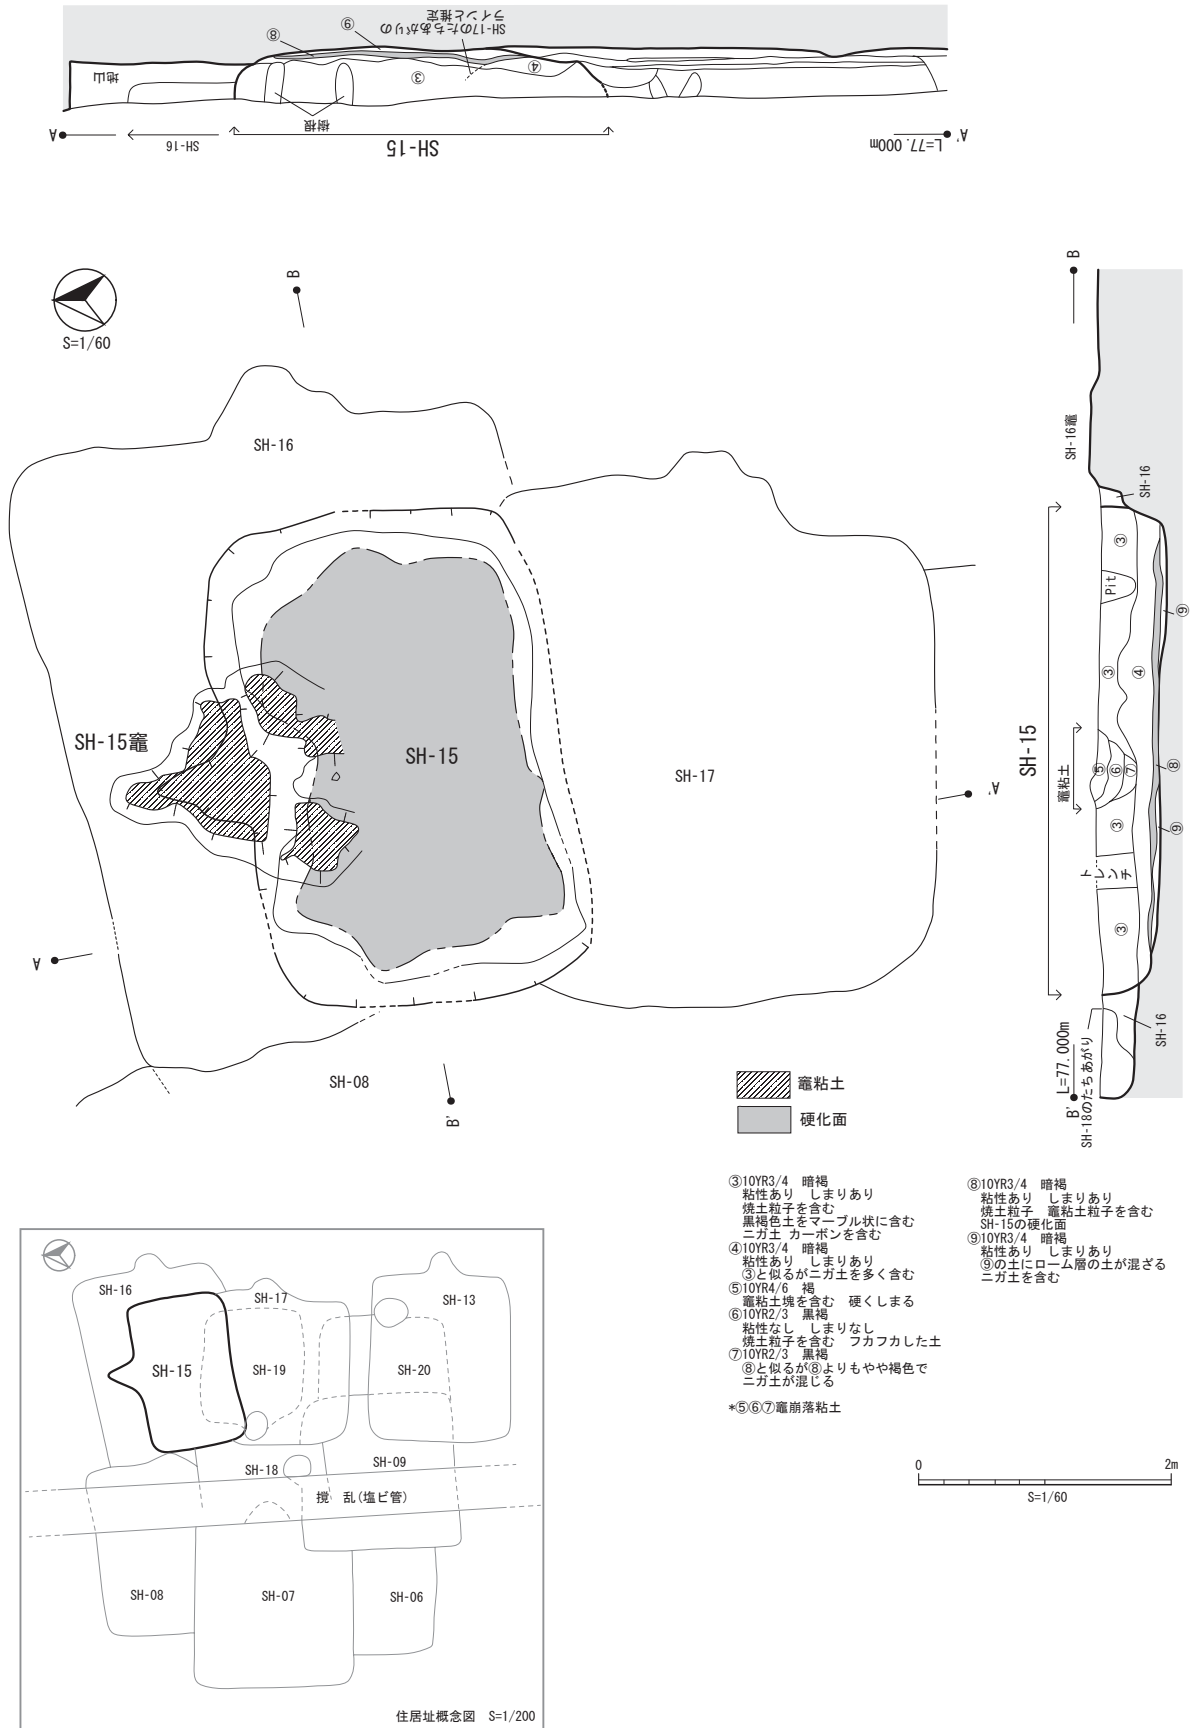 SH-17のたちあがりの
ラインと推定
⑨
⑧
地山
③
④
樹根
A
SH-16
SH-15
L=77.000m
A'
S=1/60
B
SH-16
SH-15竈
SH-15
SH-17
A'
A
SH-08
B'
B
SH-16竈
SH-16
③
Pit
⑨
③
④
SH-15
竈粘土
⑤
⑥
⑦
⑧
③
⑨
トレンチ
③
SH-16
L=77.000m
B'
SH-18のたちあがり
竈粘土
硬化面
③10YR3/4 暗褐
粘性あり しまりあり
焼土粒子を含む
黒褐色土をマーブル状に含む
ニガ土 カーボンを含む
④10YR3/4 暗褐
粘性あり しまりあり
③と似るがニガ土を多く含む
⑤10YR4/6 褐
竈粘土塊を含む 硬くしまる
⑥10YR2/3 黒褐
粘性なし しまりなし
焼土粒子を含む フカフカした土
⑦10YR2/3 黒褐
⑧と似るが⑧よりもやや褐色で
ニガ土が混じる
*⑤⑥⑦竈崩落粘土
⑧10YR3/4 暗褐
粘性あり しまりあり
焼土粒子 竈粘土粒子を含む
SH-15の硬化面
⑨10YR3/4 暗褐
粘性あり しまりあり
⑨の土にローム層の土が混ざる
ニガ土を含む
0 2m
S=1/60
SH-16
SH-17
SH-13
SH-15
SH-19
SH-20
SH-18
SH-09
撹 乱(塩ビ管)
SH-08
SH-07
SH-06
住居址概念図 S=1/200